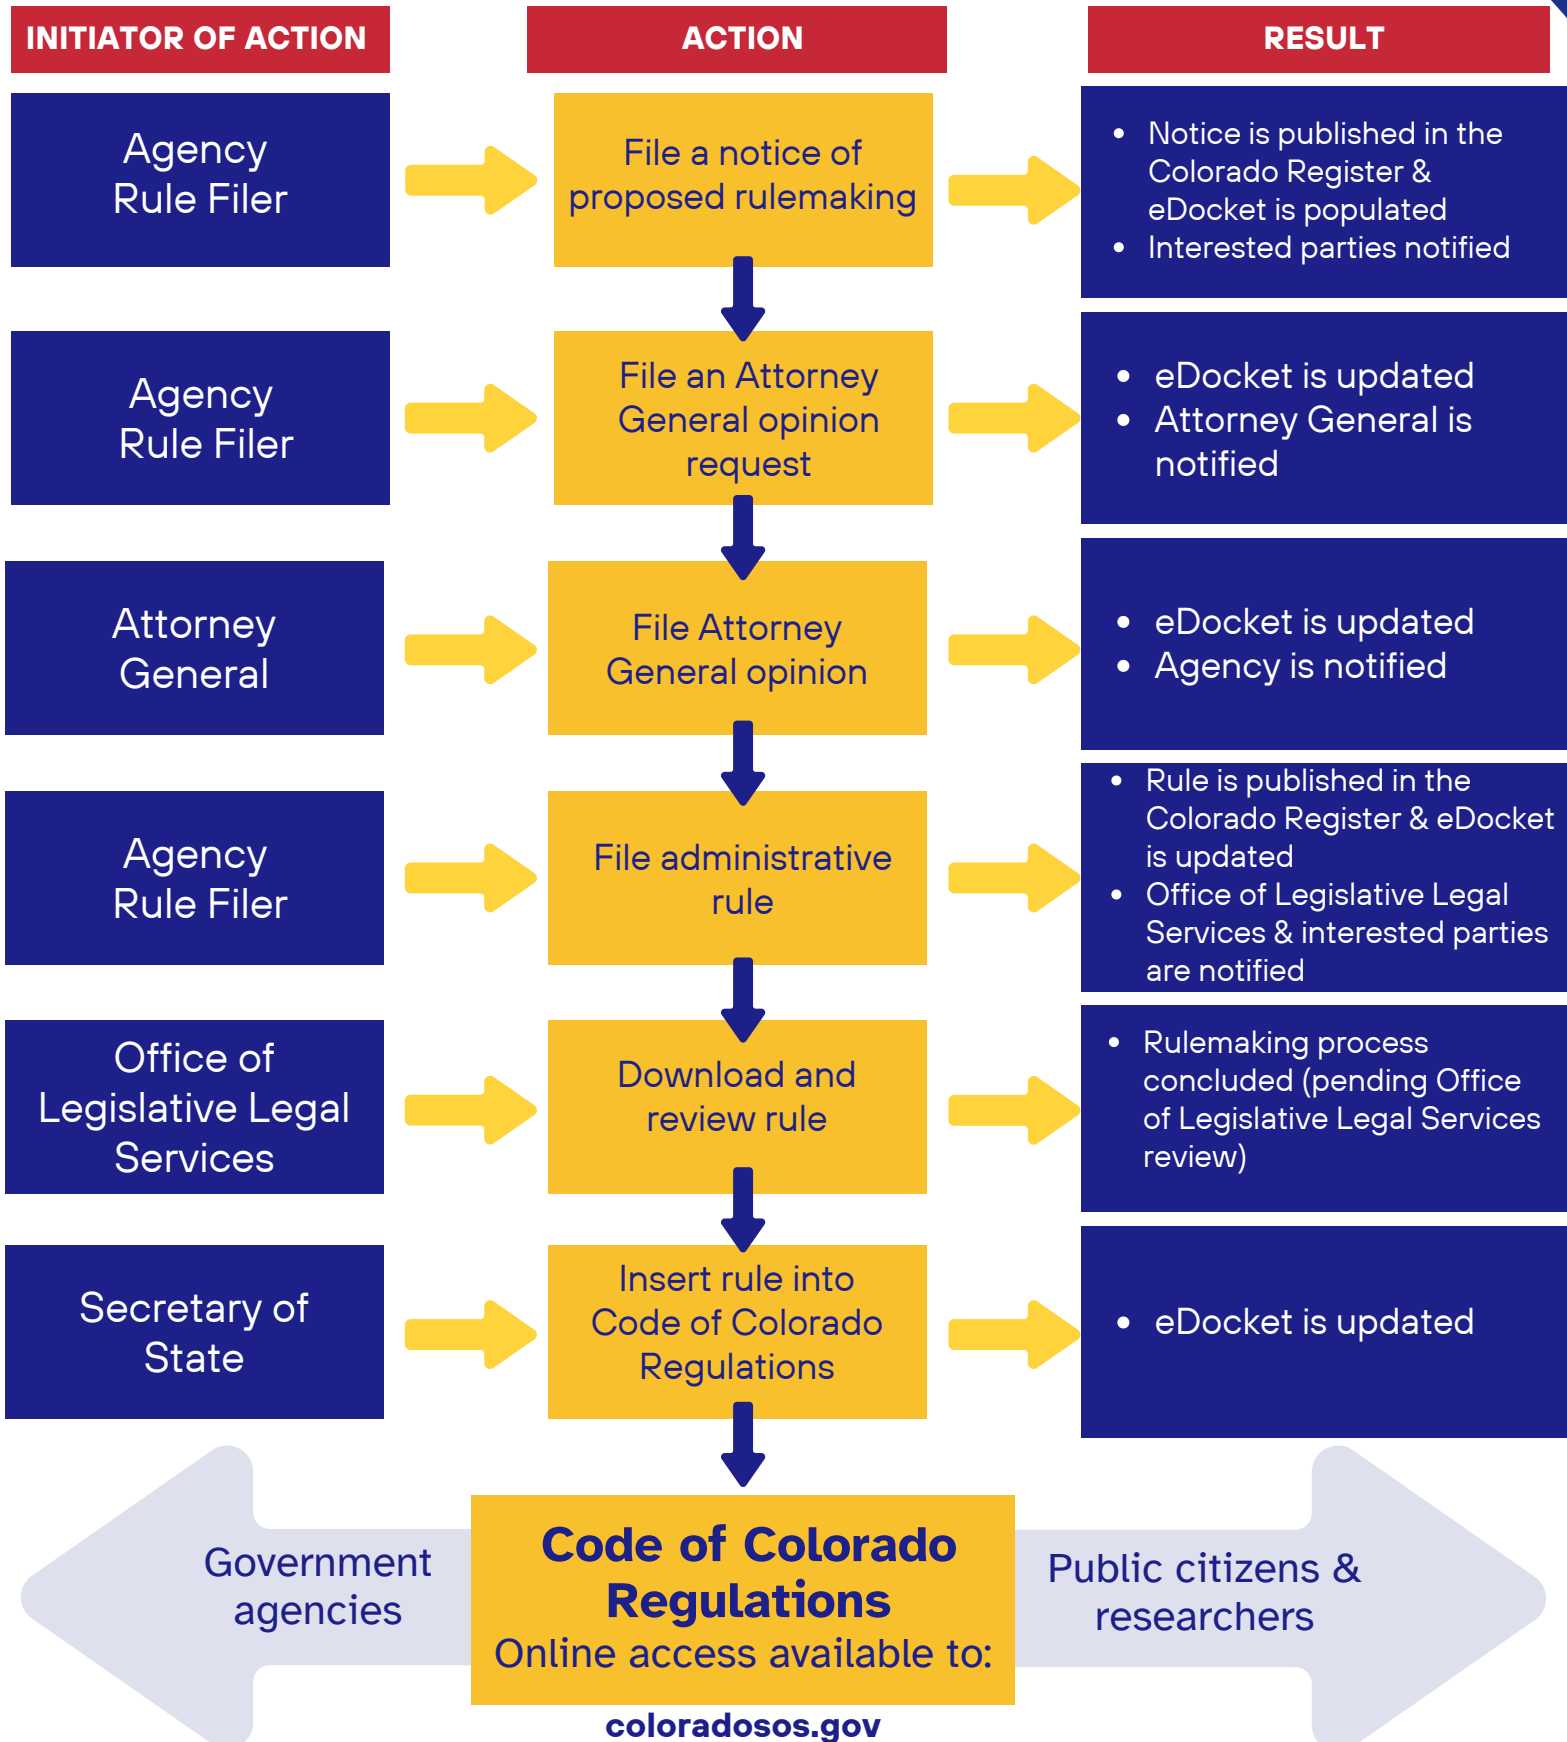 INITIATOR OF ACTION
ACTION
RESULT
Agency
Rule Filer
File a notice of
proposed rulemaking
• Notice is published in the
Colorado Register &
eDocket is populated
• Interested parties notified
Agency
Rule Filer
File an Attorney
General opinion
request
• eDocket is updated
• Attorney General is
notified
Attorney
General
File Attorney
General opinion
• eDocket is updated
• Agency is notified
Agency
Rule Filer
File administrative
rule
• Rule is published in the
Colorado Register & eDocket
is updated
• Office of Legislative Legal
Services & interested parties
are notified
Office of
Legislative Legal
Services
Download and
review rule
• Rulemaking process
concluded (pending Office
of Legislative Legal Services
review)
Secretary of
State
Insert rule into
Code of Colorado
Regulations
• eDocket is updated
Government
agencies
Code of Colorado
Regulations
Online access available to:
Public citizens &
researchers
coloradosos.gov